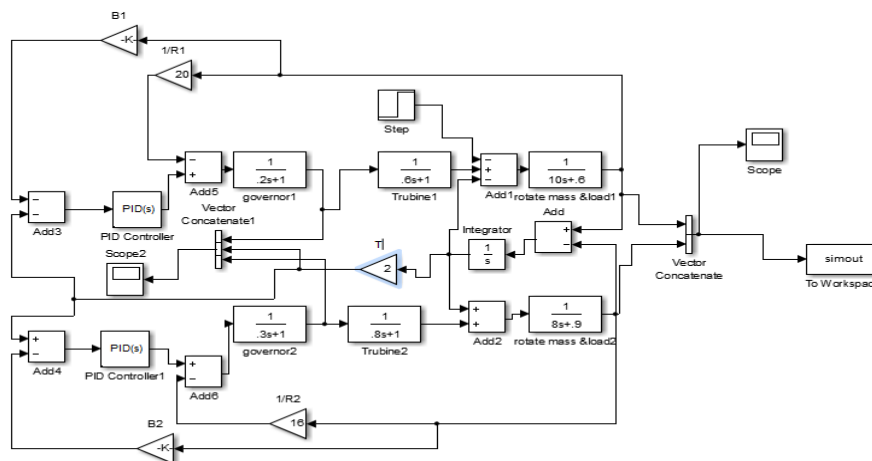 B1
-K-
1/R1
20
Step
1
.2s+1
governor1
Add5
1
.6s+1
Trubine1
Add1
1
10s+.6
rotate mass &load1
Scope
Add3
PID(s)
PID Controller
Vector
Concatenate1
Scope2
T
2
Integrator
1
s
Add
Vector
Concatenate
simout
To Workspac
Add4
PID(s)
PID Controller1
Add6
1
.3s+1
governor2
1
.8s+1
Trubine2
Add2
1
8s+.9
rotate mass &load2
1/R2
16
B2
-K-